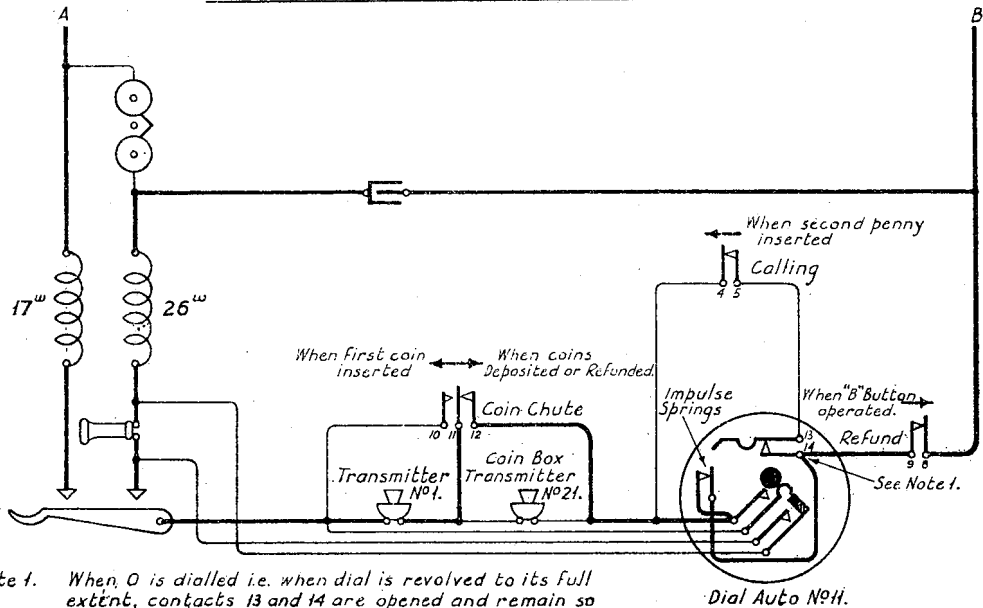 A
B
When second penny
inserted
Calling
4 5
17ω
26ω
When First coin
inserted
When coins
Deposited or Refunded.
Coin Chute
10 11 12
Impulse
Springs
When "B" Button
operated.
Refund
13
14
9 8
See Note 1.
Transmitter
No1.
Coin Box
Transmitter
No21.
te 1. When, O is dialled i.e. when dial is revolved to its full
extent, contacts 13 and 14 are opened and remain so
Dial Auto No11.